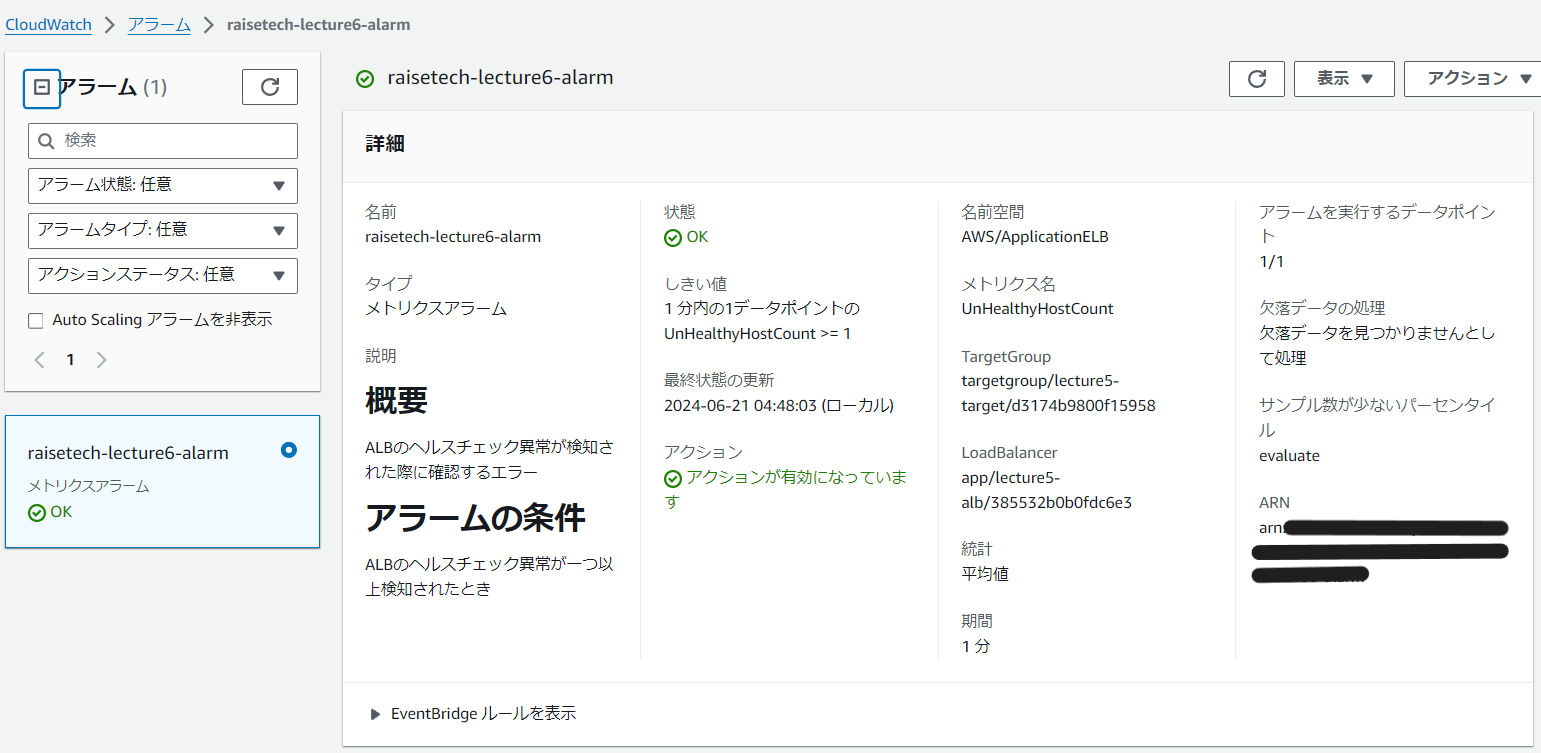 CloudWatch > アラーム > raisetech-lecture6-alarm
アラーム (1)
検索
アラーム状態: 任意
アラームタイプ: 任意
アクションステータス: 任意
Auto Scaling アラームを非表示
1
raisetech-lecture6-alarm
メトリクスアラーム
OK
raisetech-lecture6-alarm
表示
アクション
詳細
名前
raisetech-lecture6-alarm
タイプ
メトリクスアラーム
説明
概要
ALBのヘルスチェック異常が検知さ
れた際に確認するエラー
アラームの条件
ALBのヘルスチェック異常が一つ以
上検知されたとき
状態
OK
しきい値
1 分内の1データポイントの
UnHealthyHostCount >= 1
最終状態の更新
2024-06-21 04:48:03 (ローカル)
アクション
アクションが有効になっていま
す
名前空間
AWS/ApplicationELB
メトリクス名
UnHealthyHostCount
TargetGroup
targetgroup/lecture5-
target/d3174b9800f15958
LoadBalancer
app/lecture5-
alb/385532b0b0fdc6e3
統計
平均値
期間
1 分
アラームを実行するデータポイン
ト
1/1
欠落データの処理
欠落データを見つかりませんとし
て処理
サンプル数が少ないパーセンタイ
ル
evaluate
ARN
arn:
EventBridge ルールを表示